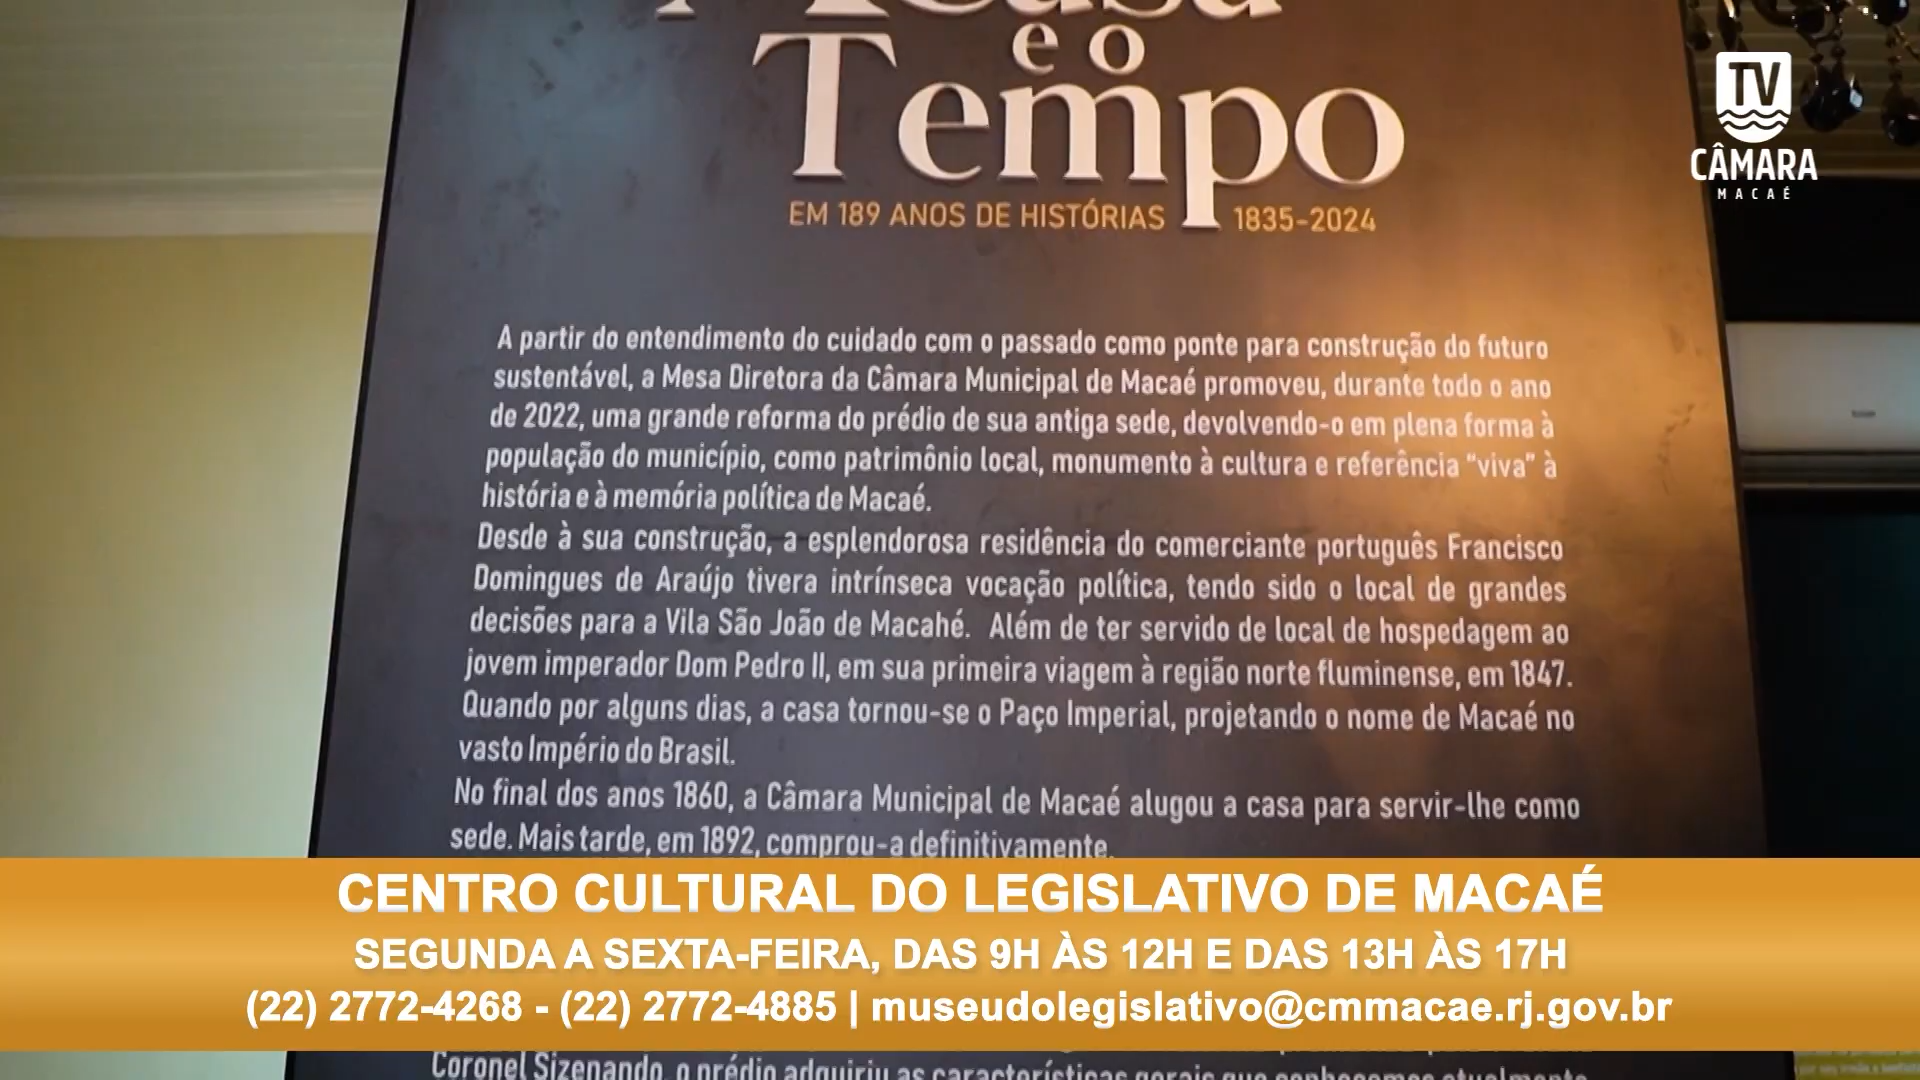 A Casa
e o
Tempo
EM 189 ANOS DE HISTÓRIAS 1835-2024
TV
CÂMARA
MACAÉ
A partir do entendimento do cuidado com o passado como ponte para construção do futuro
sustentável, a Mesa Diretora da Câmara Municipal de Macaé promoveu, durante todo o ano
de 2022, uma grande reforma do prédio de sua antiga sede, devolvendo-o em plena forma à
população do município, como patrimônio local, monumento à cultura e referência “viva” à
história e à memória política de Macaé.
Desde à sua construção, a esplendorosa residência do comerciante português Francisco
Domingues de Araújo tivera intrínseca vocação política, tendo sido o local de grandes
decisões para a Vila São João de Macahé. Além de ter servido de local de hospedagem ao
jovem imperador Dom Pedro II, em sua primeira viagem à região norte fluminense, em 1847.
Quando por alguns dias, a casa tornou-se o Paço Imperial, projetando o nome de Macaé no
vasto Império do Brasil.
No final dos anos 1860, a Câmara Municipal de Macaé alugou a casa para servir-lhe como
sede. Mais tarde, em 1892, comprou-a definitivamente.
CENTRO CULTURAL DO LEGISLATIVO DE MACAÉ
SEGUNDA A SEXTA-FEIRA, DAS 9H ÀS 12H E DAS 13H ÀS 17H
(22) 2772-4268 - (22) 2772-4885 | museudolegislativo@cmmacae.rj.gov.br
Coronel Sizenando, o prédio adquiriu as características gerais que conhecemos atualmente